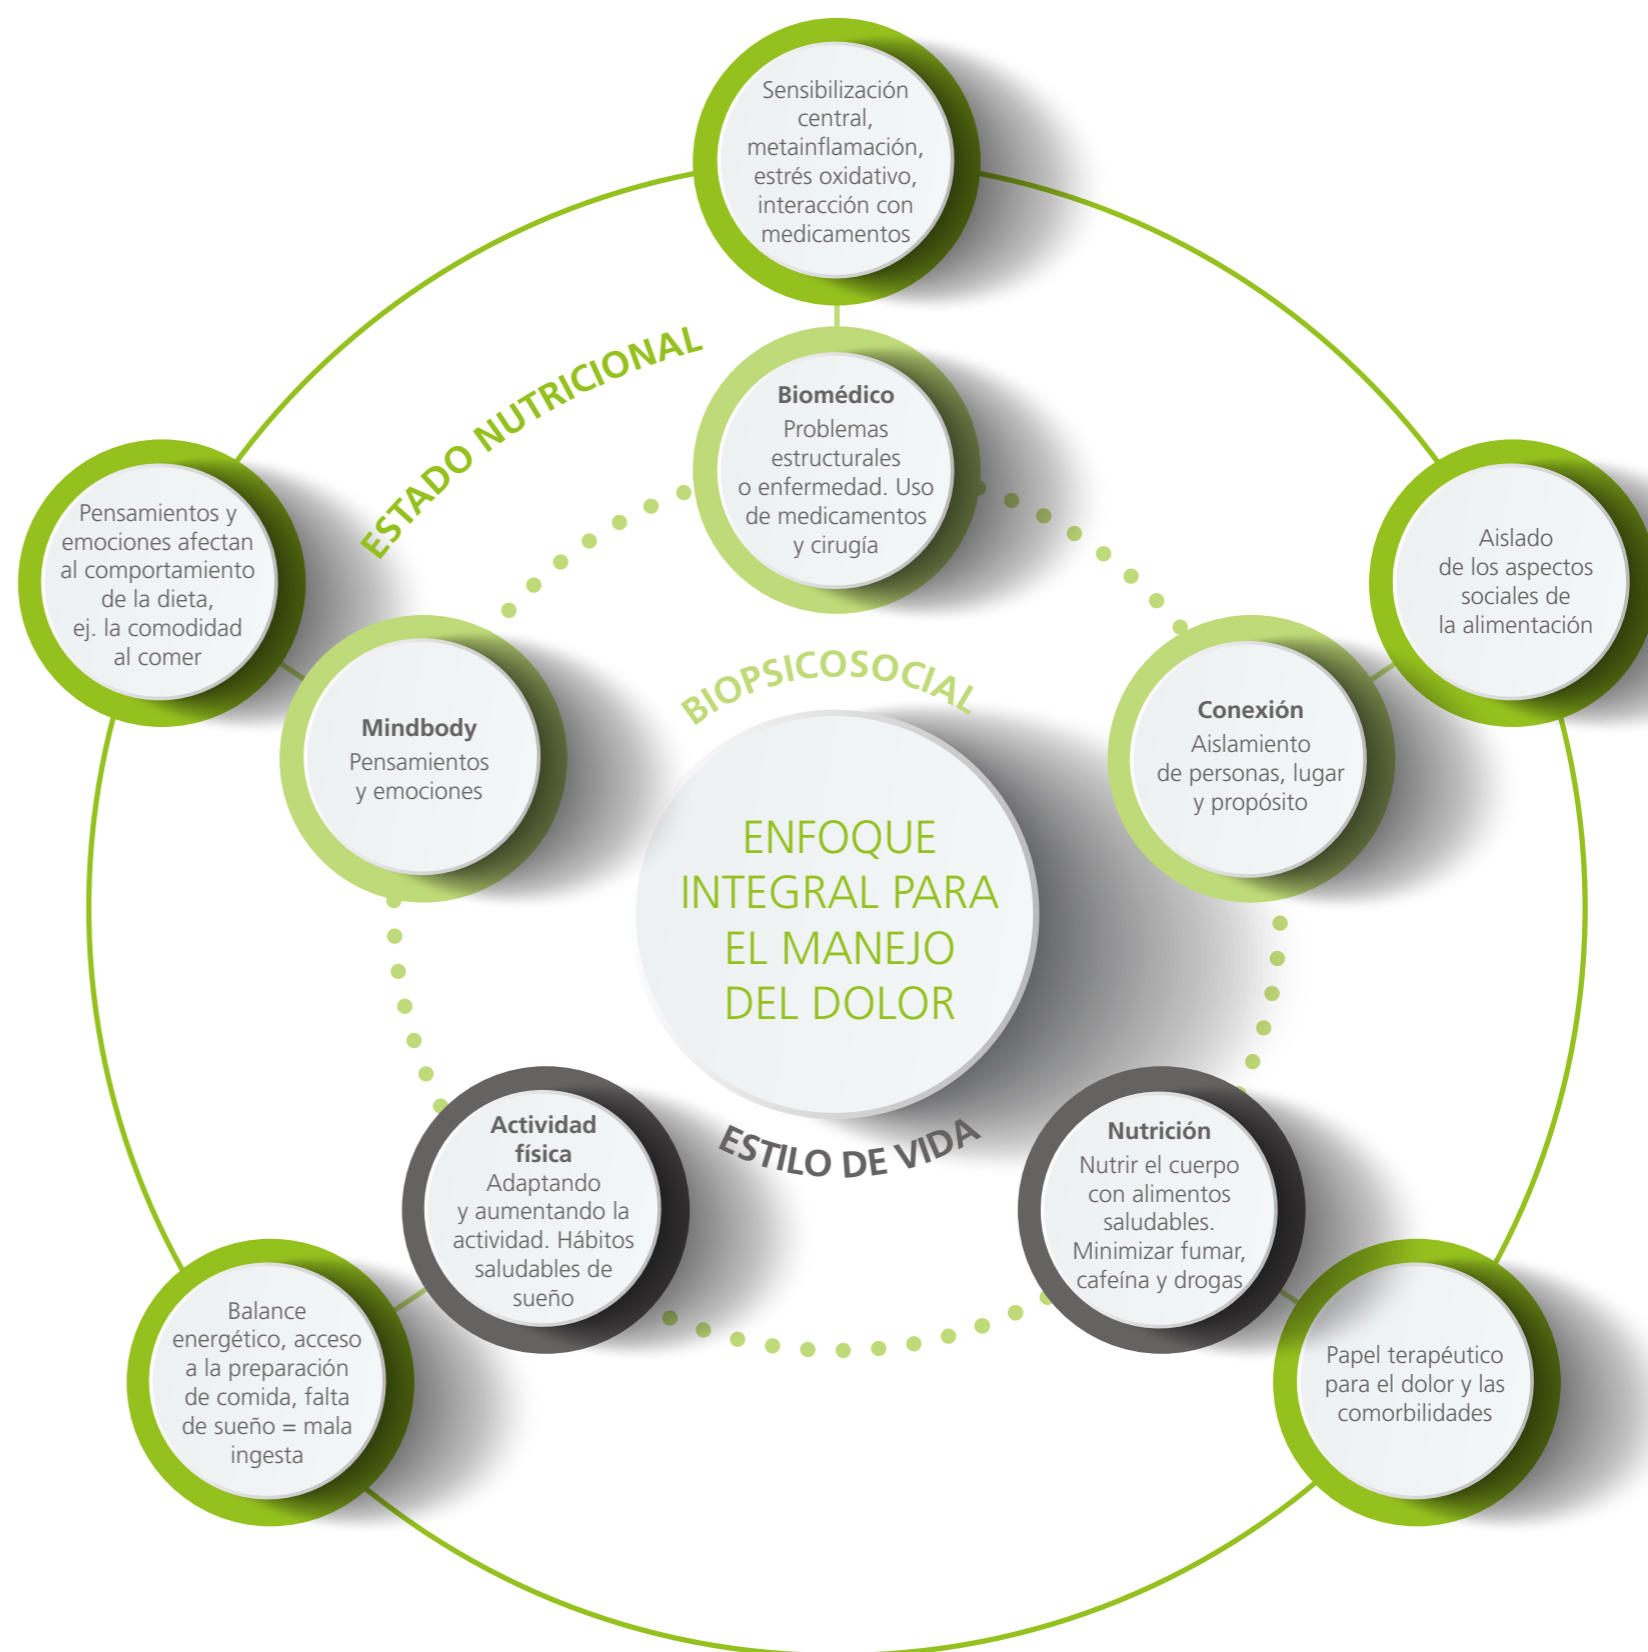 Sensibilización
central,
metainflamación,
estrés oxidativo,
interacción con
medicamentos
ESTADO NUTRICIONAL
Biomédico
Problemas
estructurales
o enfermedad. Uso
de medicamentos
y cirugía
Pensamientos y
emociones afectan
al comportamiento
de la dieta,
ej. la comodidad
al comer
Aislado
de los aspectos
sociales de
la alimentación
BIOPSICOSOCIAL
Mindbody
Pensamientos
y emociones
Conexión
Aislamiento
de personas, lugar
y propósito
ENFOQUE
INTEGRAL PARA
EL MANEJO
DEL DOLOR
ESTILO DE VIDA
Actividad
física
Adaptando
y aumentando la
actividad. Hábitos
saludables de
sueño
Nutrición
Nutrir el cuerpo
con alimentos
saludables.
Minimizar fumar,
cafeína y drogas
Balance
energético, acceso
a la preparación
de comida, falta
de sueño = mala
ingesta
Papel terapéutico
para el dolor y las
comorbilidades